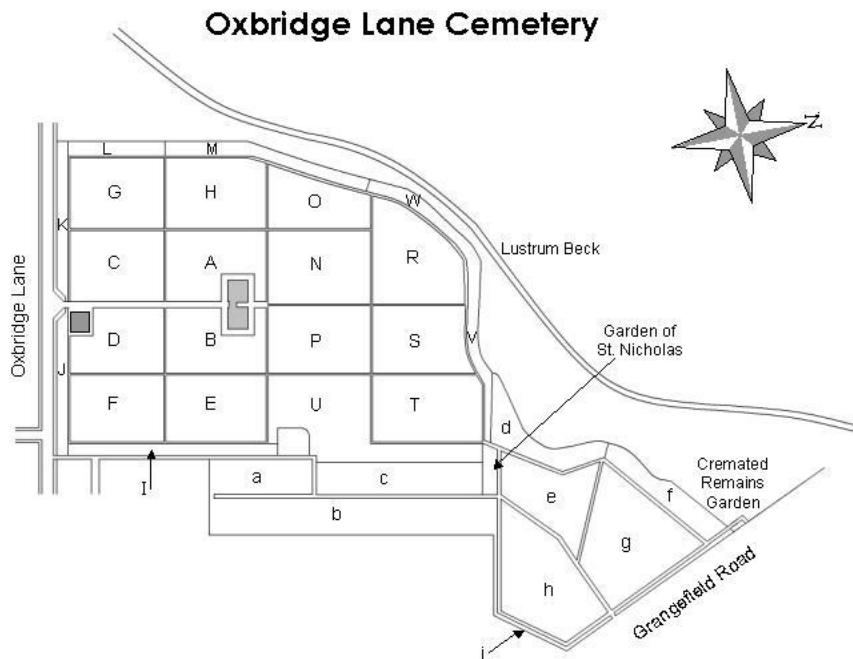 Oxbridge Lane Cemetery
N
L
M
G
H
O
W
K
R
C
A
N
Lustrum Beck
Oxbridge Lane
Garden of
St. Nicholas
D
B
P
S
V
J
F
E
U
T
d
I
a
c
e
f
Cremated
Remains
Garden
b
g
h
Grangefield Road
i